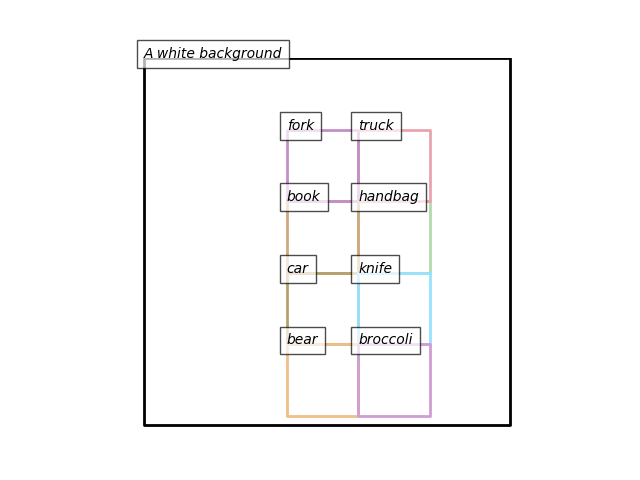 A white background
fork truck
book handbag
car knife
bear broccoli